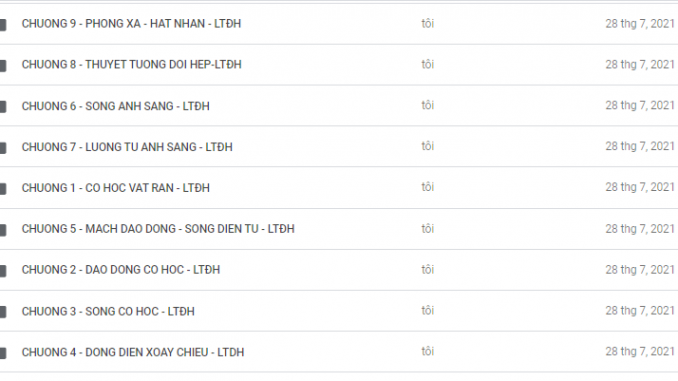 CHUONG 9 - PHONG XA - HAT NHAN - LTĐH tôi 28 thg 7, 2021
CHUONG 8 - THUYET TUONG DOI HEP-LTĐH tôi 28 thg 7, 2021
CHUONG 6 - SONG ANH SANG - LTĐH tôi 28 thg 7, 2021
CHUONG 7 - LUONG TU ANH SANG - LTĐH tôi 28 thg 7, 2021
CHUONG 1 - CO HOC VAT RAN - LTĐH tôi 28 thg 7, 2021
CHUONG 5 - MACH DAO DONG - SONG DIEN TU - LTĐH tôi 28 thg 7, 2021
CHUONG 2 - DAO DONG CO HOC - LTĐH tôi 28 thg 7, 2021
CHUONG 3 - SONG CO HOC - LTĐH tôi 28 thg 7, 2021
CHUONG 4 - DONG DIEN XOAY CHIEU - LTDH tôi 28 thg 7, 2021